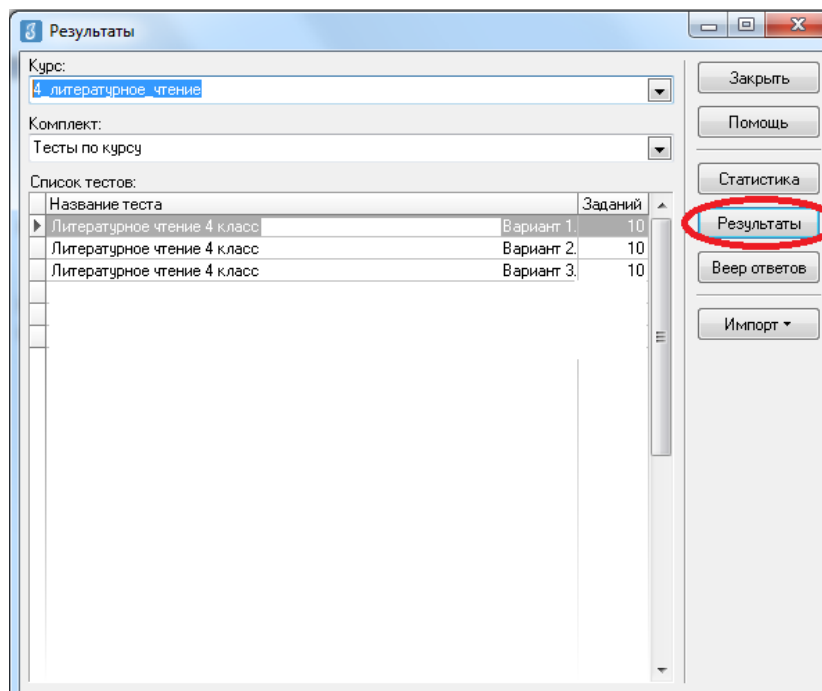 Результаты
Курс:
4_литературное_чтение
Комплект:
Тесты по курсу
Список тестов:
Название теста Заданий
Литературное чтение 4 класс Вариант 1. 10
Литературное чтение 4 класс Вариант 2. 10
Литературное чтение 4 класс Вариант 3. 10
Закрыть
Помощь
Статистика
Результаты
Веер ответов
Импорт